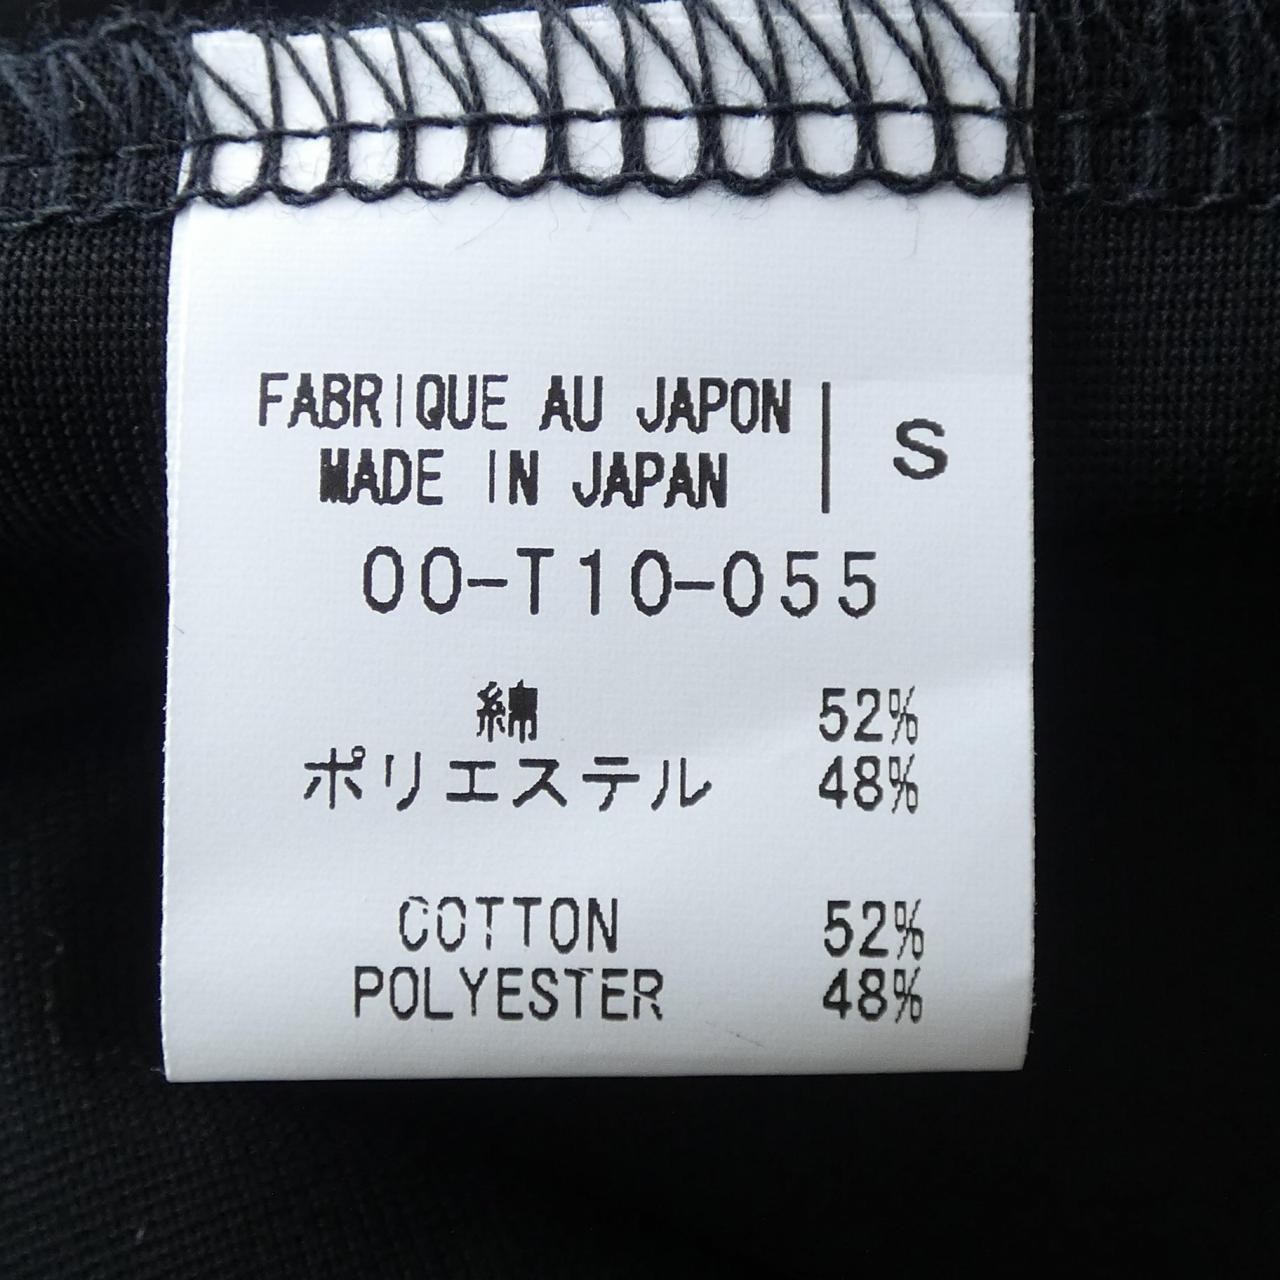 FABRIQUE AU JAPON
MADE IN JAPAN
S
00-T10-055
綿 52%
ポリエステル 48%
COTTON 52%
POLYESTER 48%